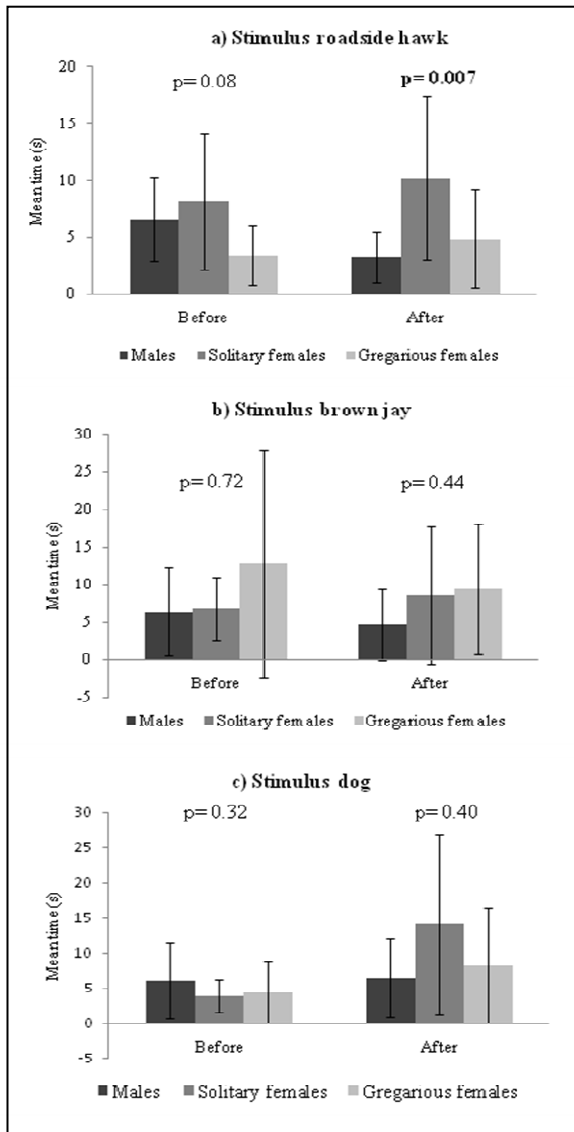 a) Stimulus roadside hawk
20
15
10
5
0
Mean time (s)
p= 0.08
p= 0.007
Before
After
Males Solitary females Gregarious females
b) Stimulus brown jay
30
25
20
15
10
5
0
-5
Mean time (s)
p= 0.72
p= 0.44
Before
After
Males Solitary females Gregarious females
c) Stimulus dog
30
25
20
15
10
5
0
-5
Mean time (s)
p= 0.32
p= 0.40
Before
After
Males Solitary females Gregarious females